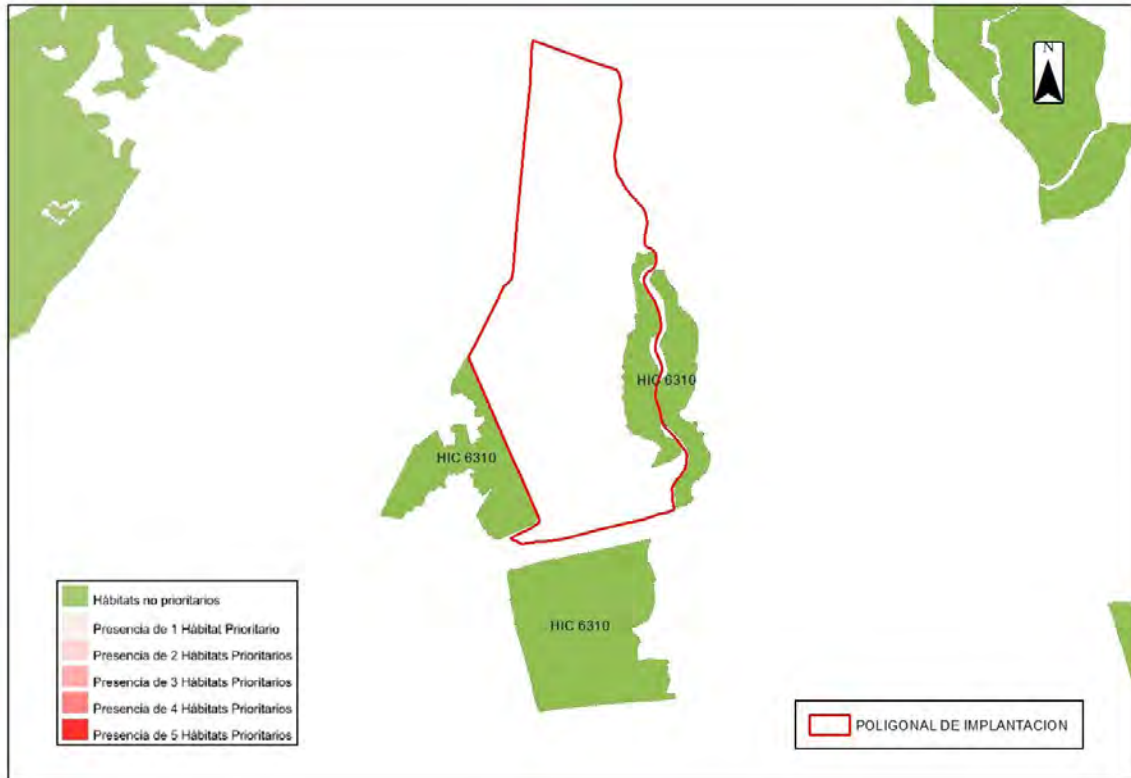 N
HIC 6310
HIC 6310
HIC 6310
Hábitats no prioritarios
Presencia de 1 Hábitat Prioritario
Presencia de 2 Hábitats Prioritarios
Presencia de 3 Hábitats Prioritarios
Presencia de 4 Hábitats Prioritarios
Presencia de 5 Hábitats Prioritarios
POLIGONAL DE IMPLANTACION